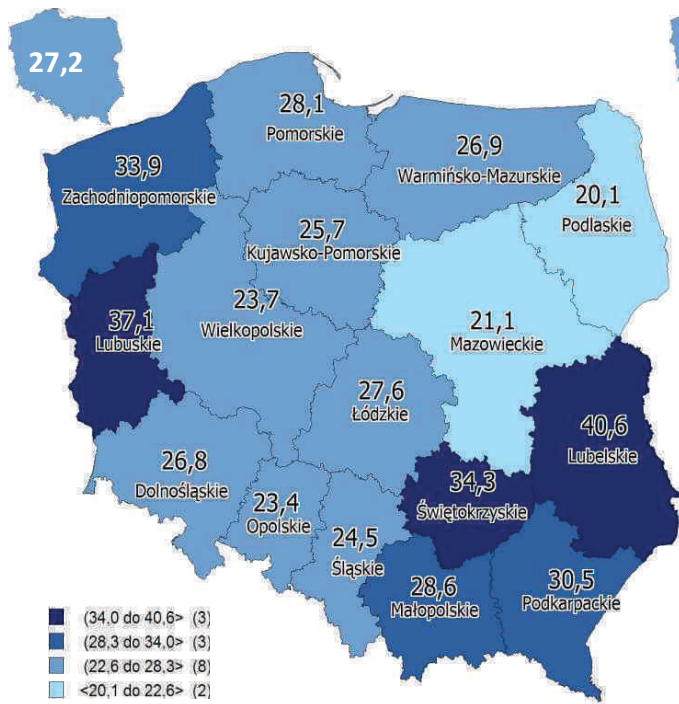 27,2
28,1
Pomorskie
26,9
Warmińsko-Mazurskie
33,9
Zachodniopomorskie
20,1
Podlaskie
25,7
Kujawsko-Pomorskie
23,7
Wielkopolskie
37,1
Lubuskie
21,1
Mazowieckie
27,6
Łódzkie
40,6
Lubelskie
26,8
Dolnośląskie
23,4
Opolskie
34,3
Świętokrzyskie
24,5
Śląskie
28,6
Małopolskie
30,5
Podkarpackie
(34,0 do 40,6> (3)
(28,3 do 34,0> (3)
(22,6 do 28,3> (8)
<20,1 do 22,6> (2)